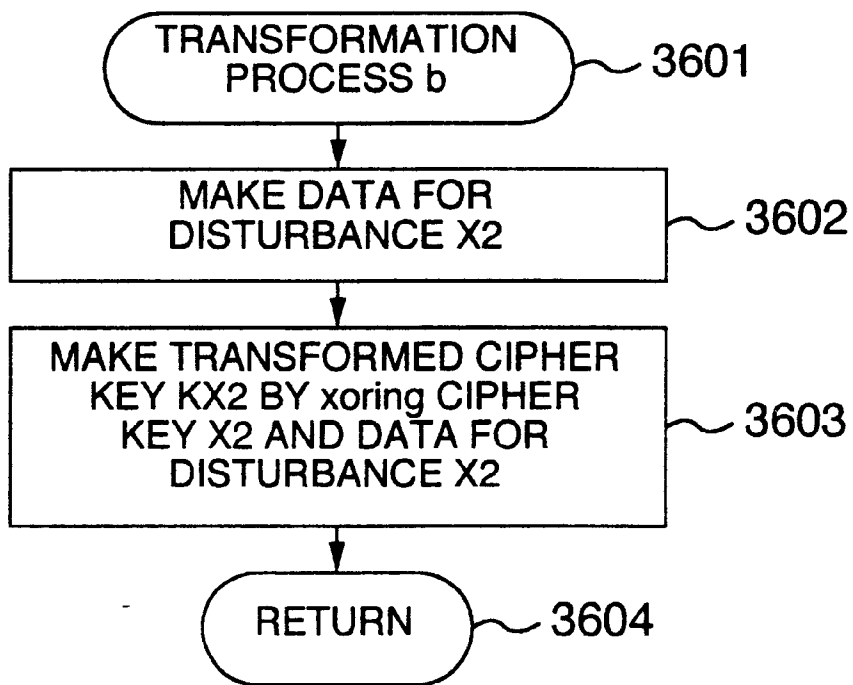 TRANSFORMATION
PROCESS b
3601
MAKE DATA FOR
DISTURBANCE X2
3602
MAKE TRANSFORMED CIPHER
KEY KX2 BY xoring CIPHER
KEY X2 AND DATA FOR
DISTURBANCE X2
3603
RETURN
3604